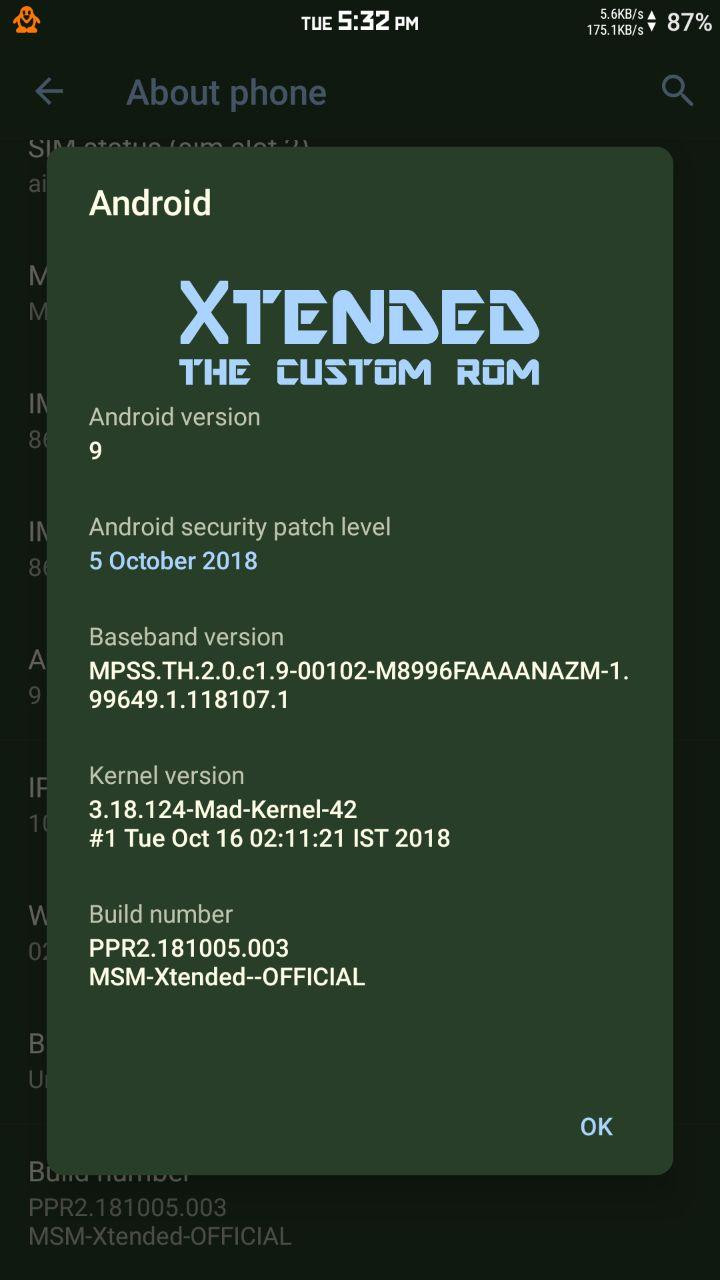 TUE 5:32 PM
5.6KB/s
175.1KB/s
87%
About phone
Android
XTENDED
THE CUSTOM ROM
Android version
9
Android security patch level
5 October 2018
Baseband version
MPSS.TH.2.0.c1.9-00102-M8996FAAAANAZM-1.
99649.1.118107.1
Kernel version
3.18.124-Mad-Kernel-42
#1 Tue Oct 16 02:11:21 IST 2018
Build number
PPR2.181005.003
MSM-Xtended--OFFICIAL
OK
Build number
PPR2.181005.003
MSM-Xtended-OFFICIAL